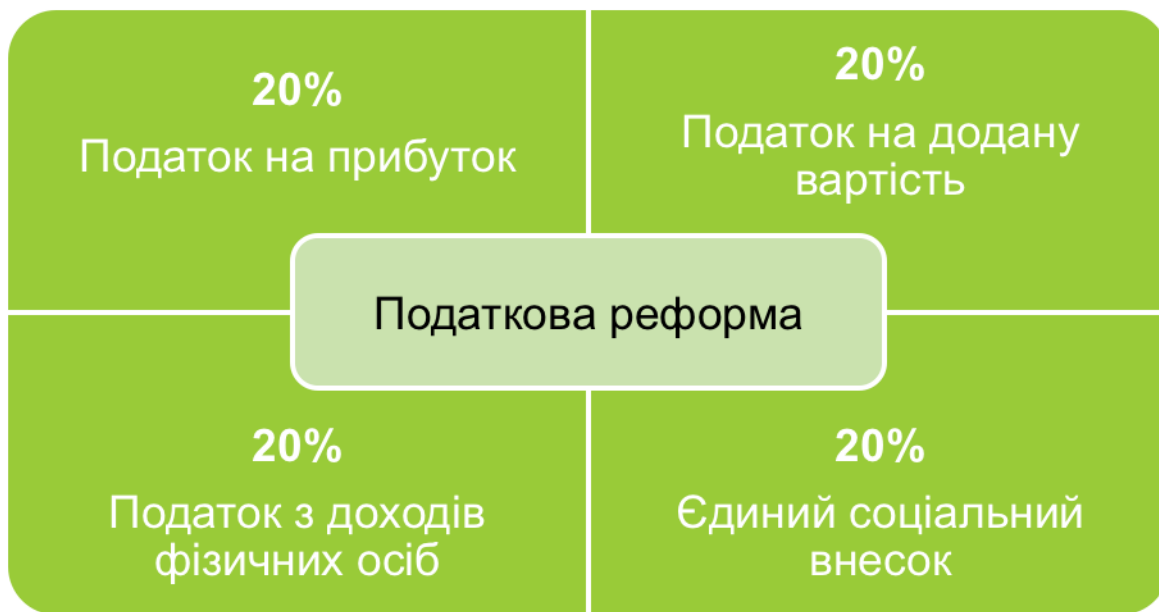 20%
Податок на прибуток
20%
Податок на додану
вартість
Податкова реформа
20%
Податок з доходів
фізичних осіб
20%
Єдиний соціальний
внесок